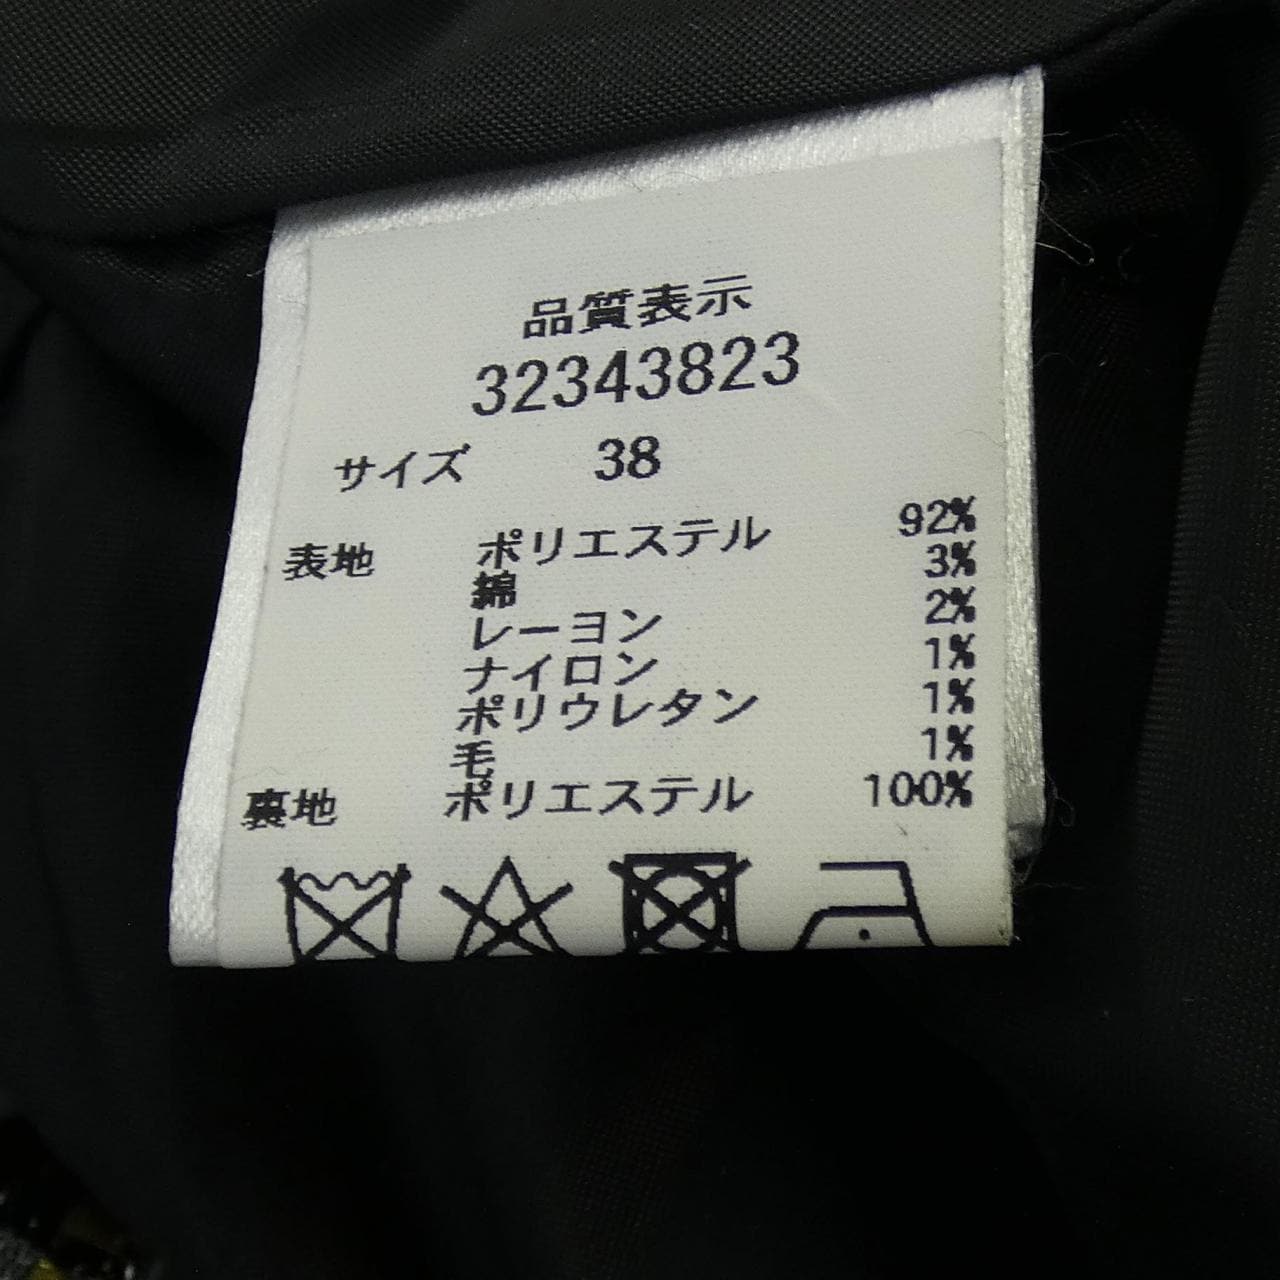 品質表示
32343823
サイズ 38
表地 ポリエステル 92%
綿 3%
レーヨン 2%
ナイロン 1%
ポリウレタン 1%
毛 1%
裏地 ポリエステル 100%